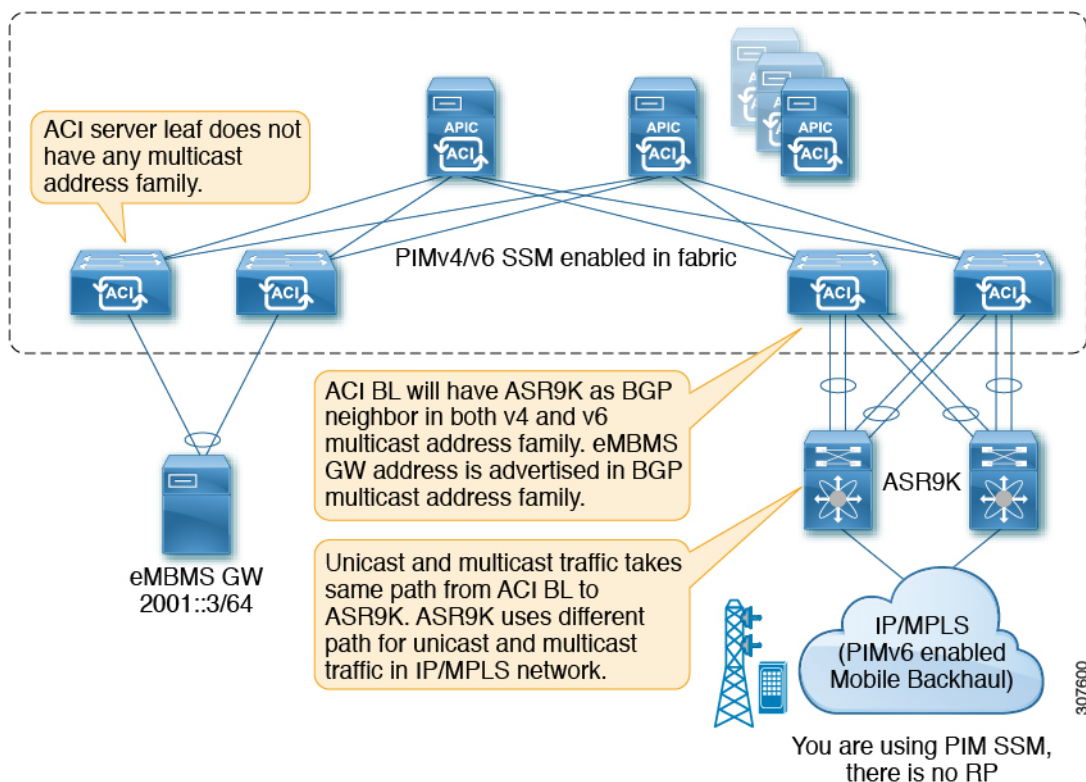 ACI server leaf does not
have any multicast
address family.
APIC
ACI
APIC
ACI
ACI
PIMv4/v6 SSM enabled in fabric
ACI
ACI
ACI
ACI
ACI BL will have ASR9K as BGP
neighbor in both v4 and v6
multicast address family. eMBMS
GW address is advertised in BGP
multicast address family.
ASR9K
eMBMS GW
2001::3/64
Unicast and multicast traffic takes
same path from ACI BL to
ASR9K. ASR9K uses different
path for unicast and multicast
traffic in IP/MPLS network.
IP/MPLS
(PIMv6 enabled
Mobile Backhaul)
307600
You are using PIM SSM,
there is no RP